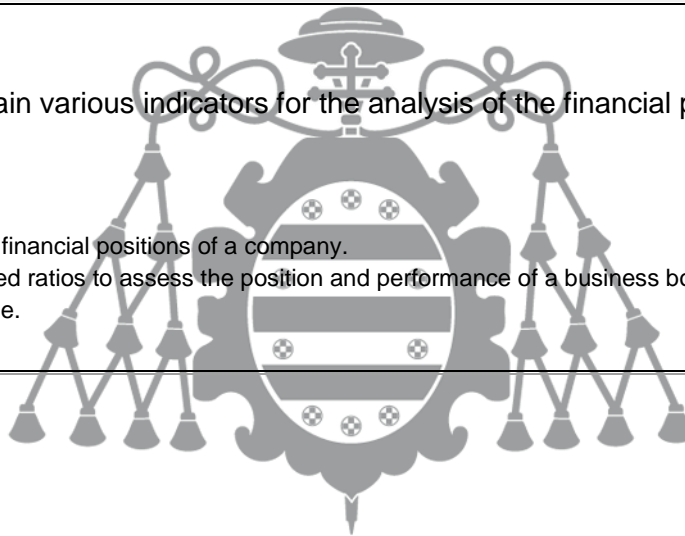 ain various indicators for the analysis of the financial p
financial positions of a company.
ed ratios to assess the position and performance of a business bo
e.